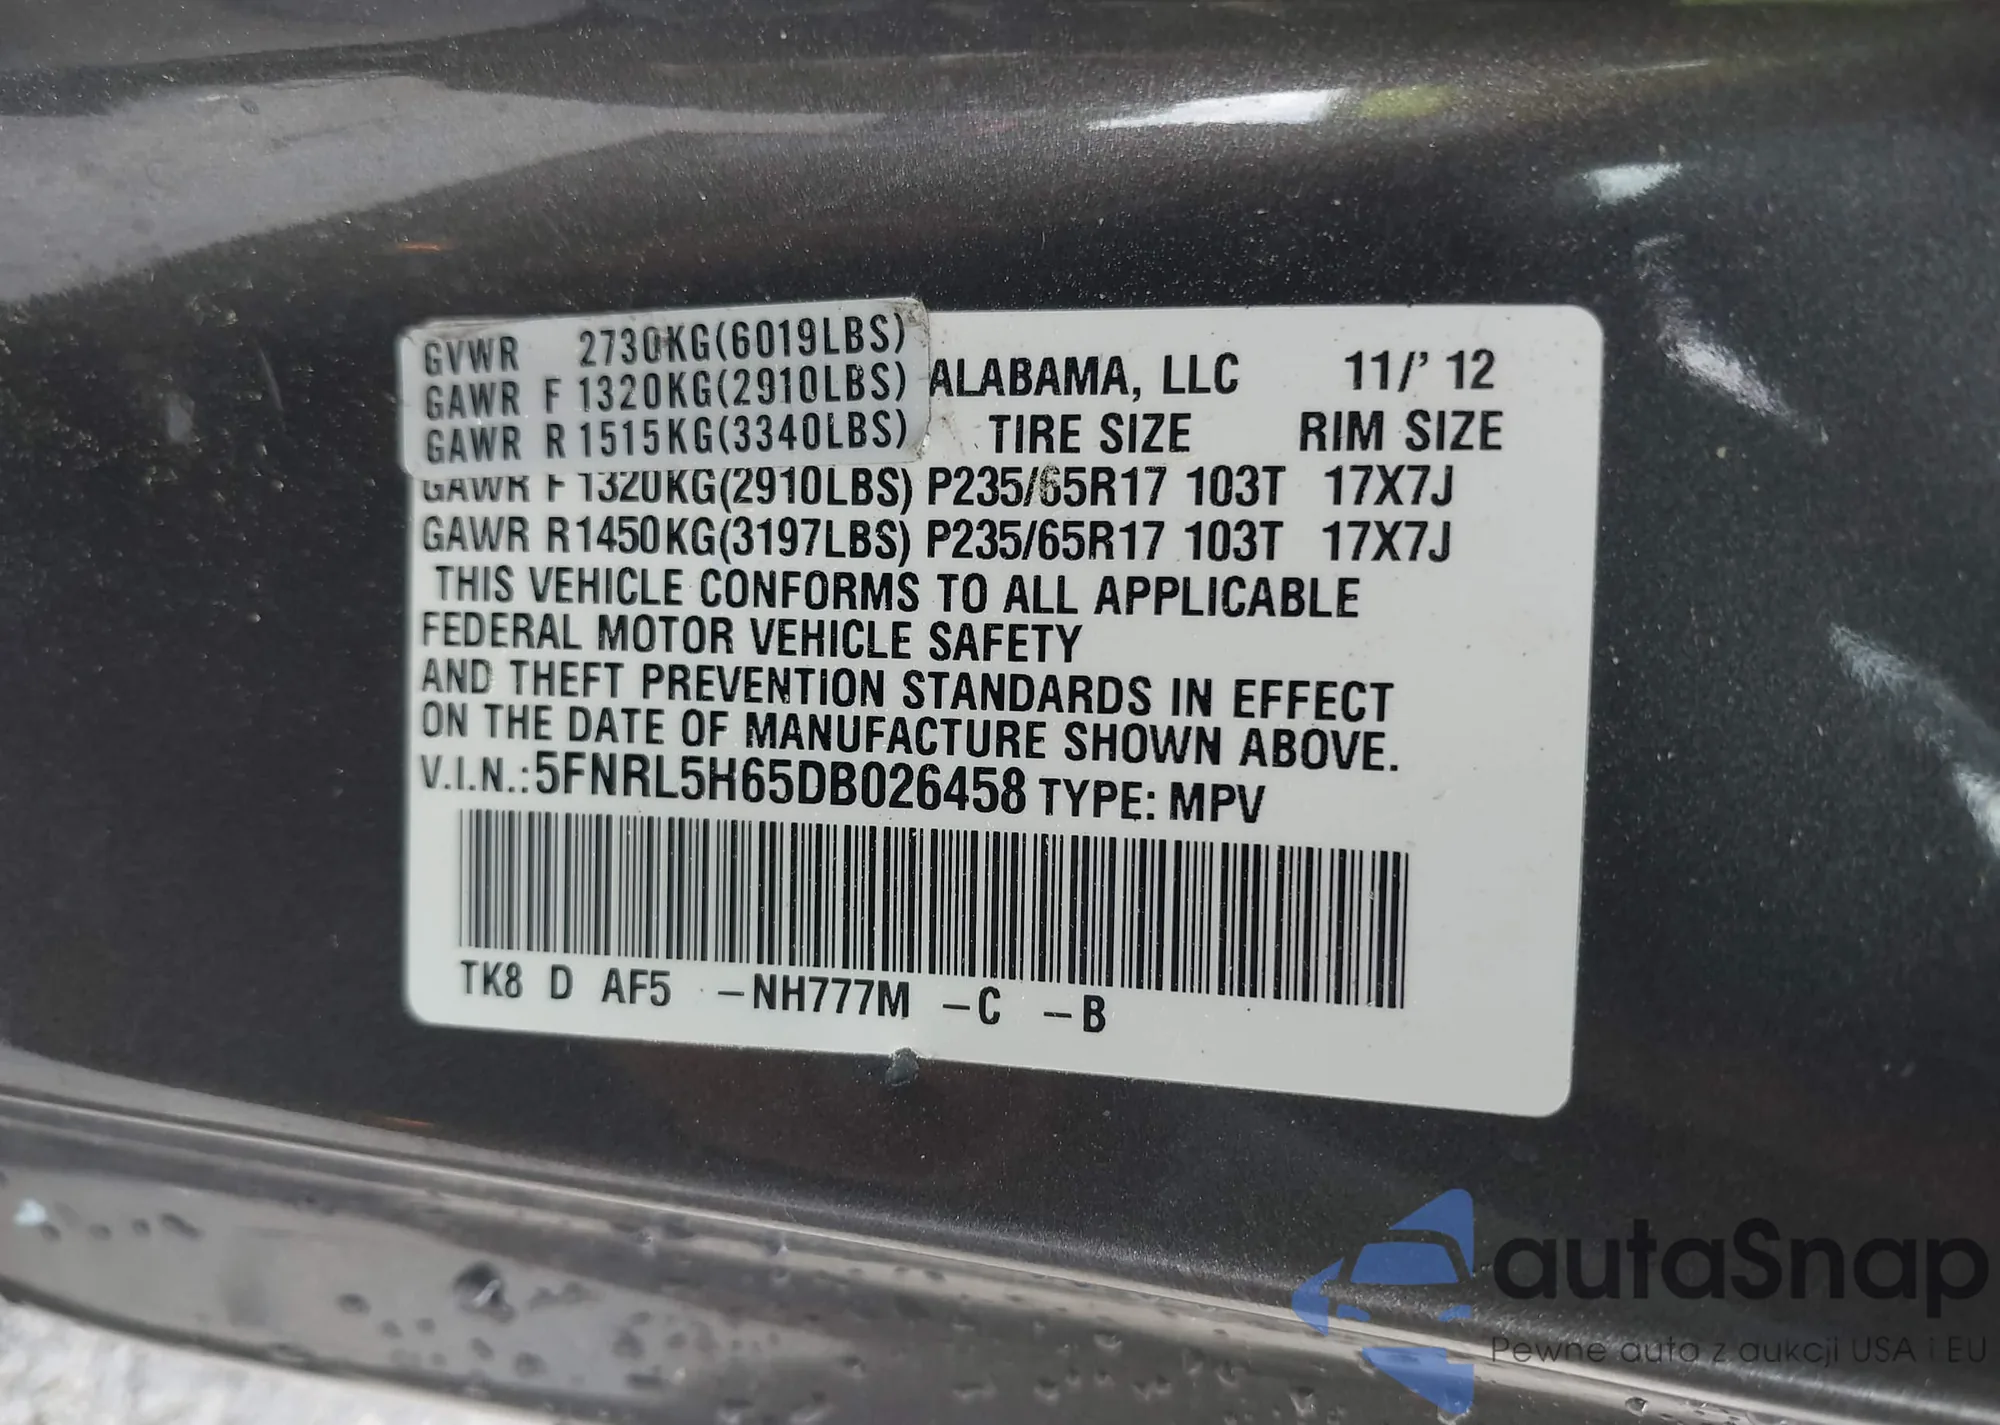 GVWR 2730KG(6019LBS)
GAWR F 1320KG(2910LBS)
GAWR R 1515KG(3340LBS)
ALABAMA, LLC 11/' 12
TIRE SIZE RIM SIZE
GAWR F 1320KG(2910LBS) P235/65R17 103T 17X7J
GAWR R1450KG(3197LBS) P235/65R17 103T 17X7J
THIS VEHICLE CONFORMS TO ALL APPLICABLE
FEDERAL MOTOR VEHICLE SAFETY
AND THEFT PREVENTION STANDARDS IN EFFECT
ON THE DATE OF MANUFACTURE SHOWN ABOVE.
V.I.N.:5FNRL5H65DB026458 TYPE: MPV
TK8 D AF5 -NH777M -C -B
autaSnap
Pewne auto z aukcji USA i EU